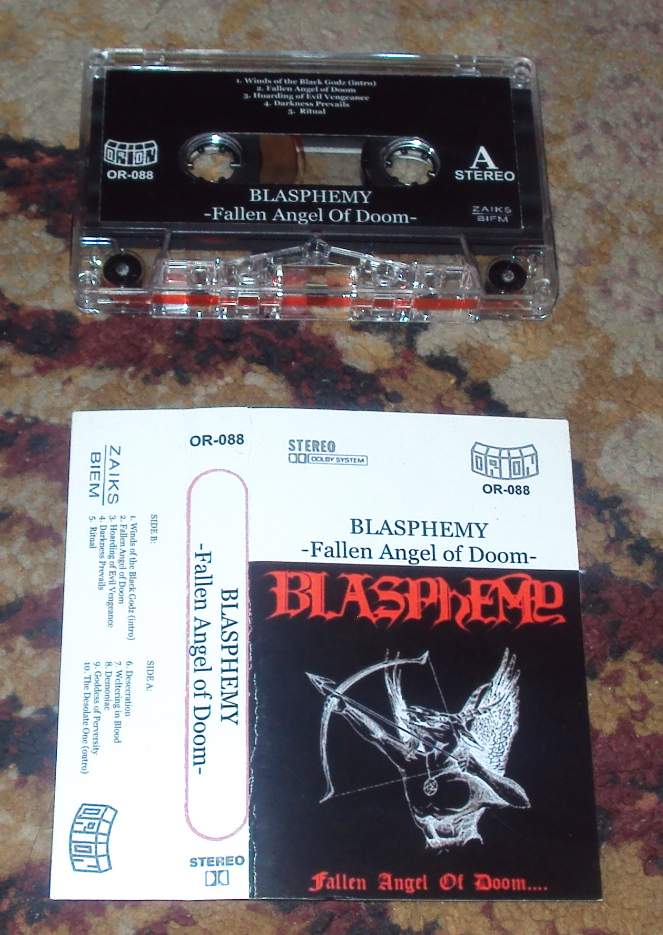 1. Winds of the Black Godz (intro)
2. Fallen Angel of Doom
3. Hoarding of Evil Vengeance
4. Darkness Prevails
5. Ritual
ORION
OR-088
A
STEREO
BLASPHEMY
-Fallen Angel Of Doom-
ZAIKS
BIEM
ZAIKS
BIEM
SIDE B:
1. Winds of the Black Godz (intro)
2. Fallen Angel of Doom
3. Hoarding of Evil Vengeance
4. Darkness Prevails
5. Ritual
SIDE A:
6. Desecration
7. Weltering in Blood
8. Demoniac
9. Goddess of Perversity
10. The Desolate One (outro)
ORION
OR-088
BLASPHEMY
-Fallen Angel of Doom-
STEREO
STEREO
DOLBY SYSTEM
ORION
OR-088
BLASPHEMY
-Fallen Angel of Doom-
BLASPHEMY
Fallen Angel Of Doom....